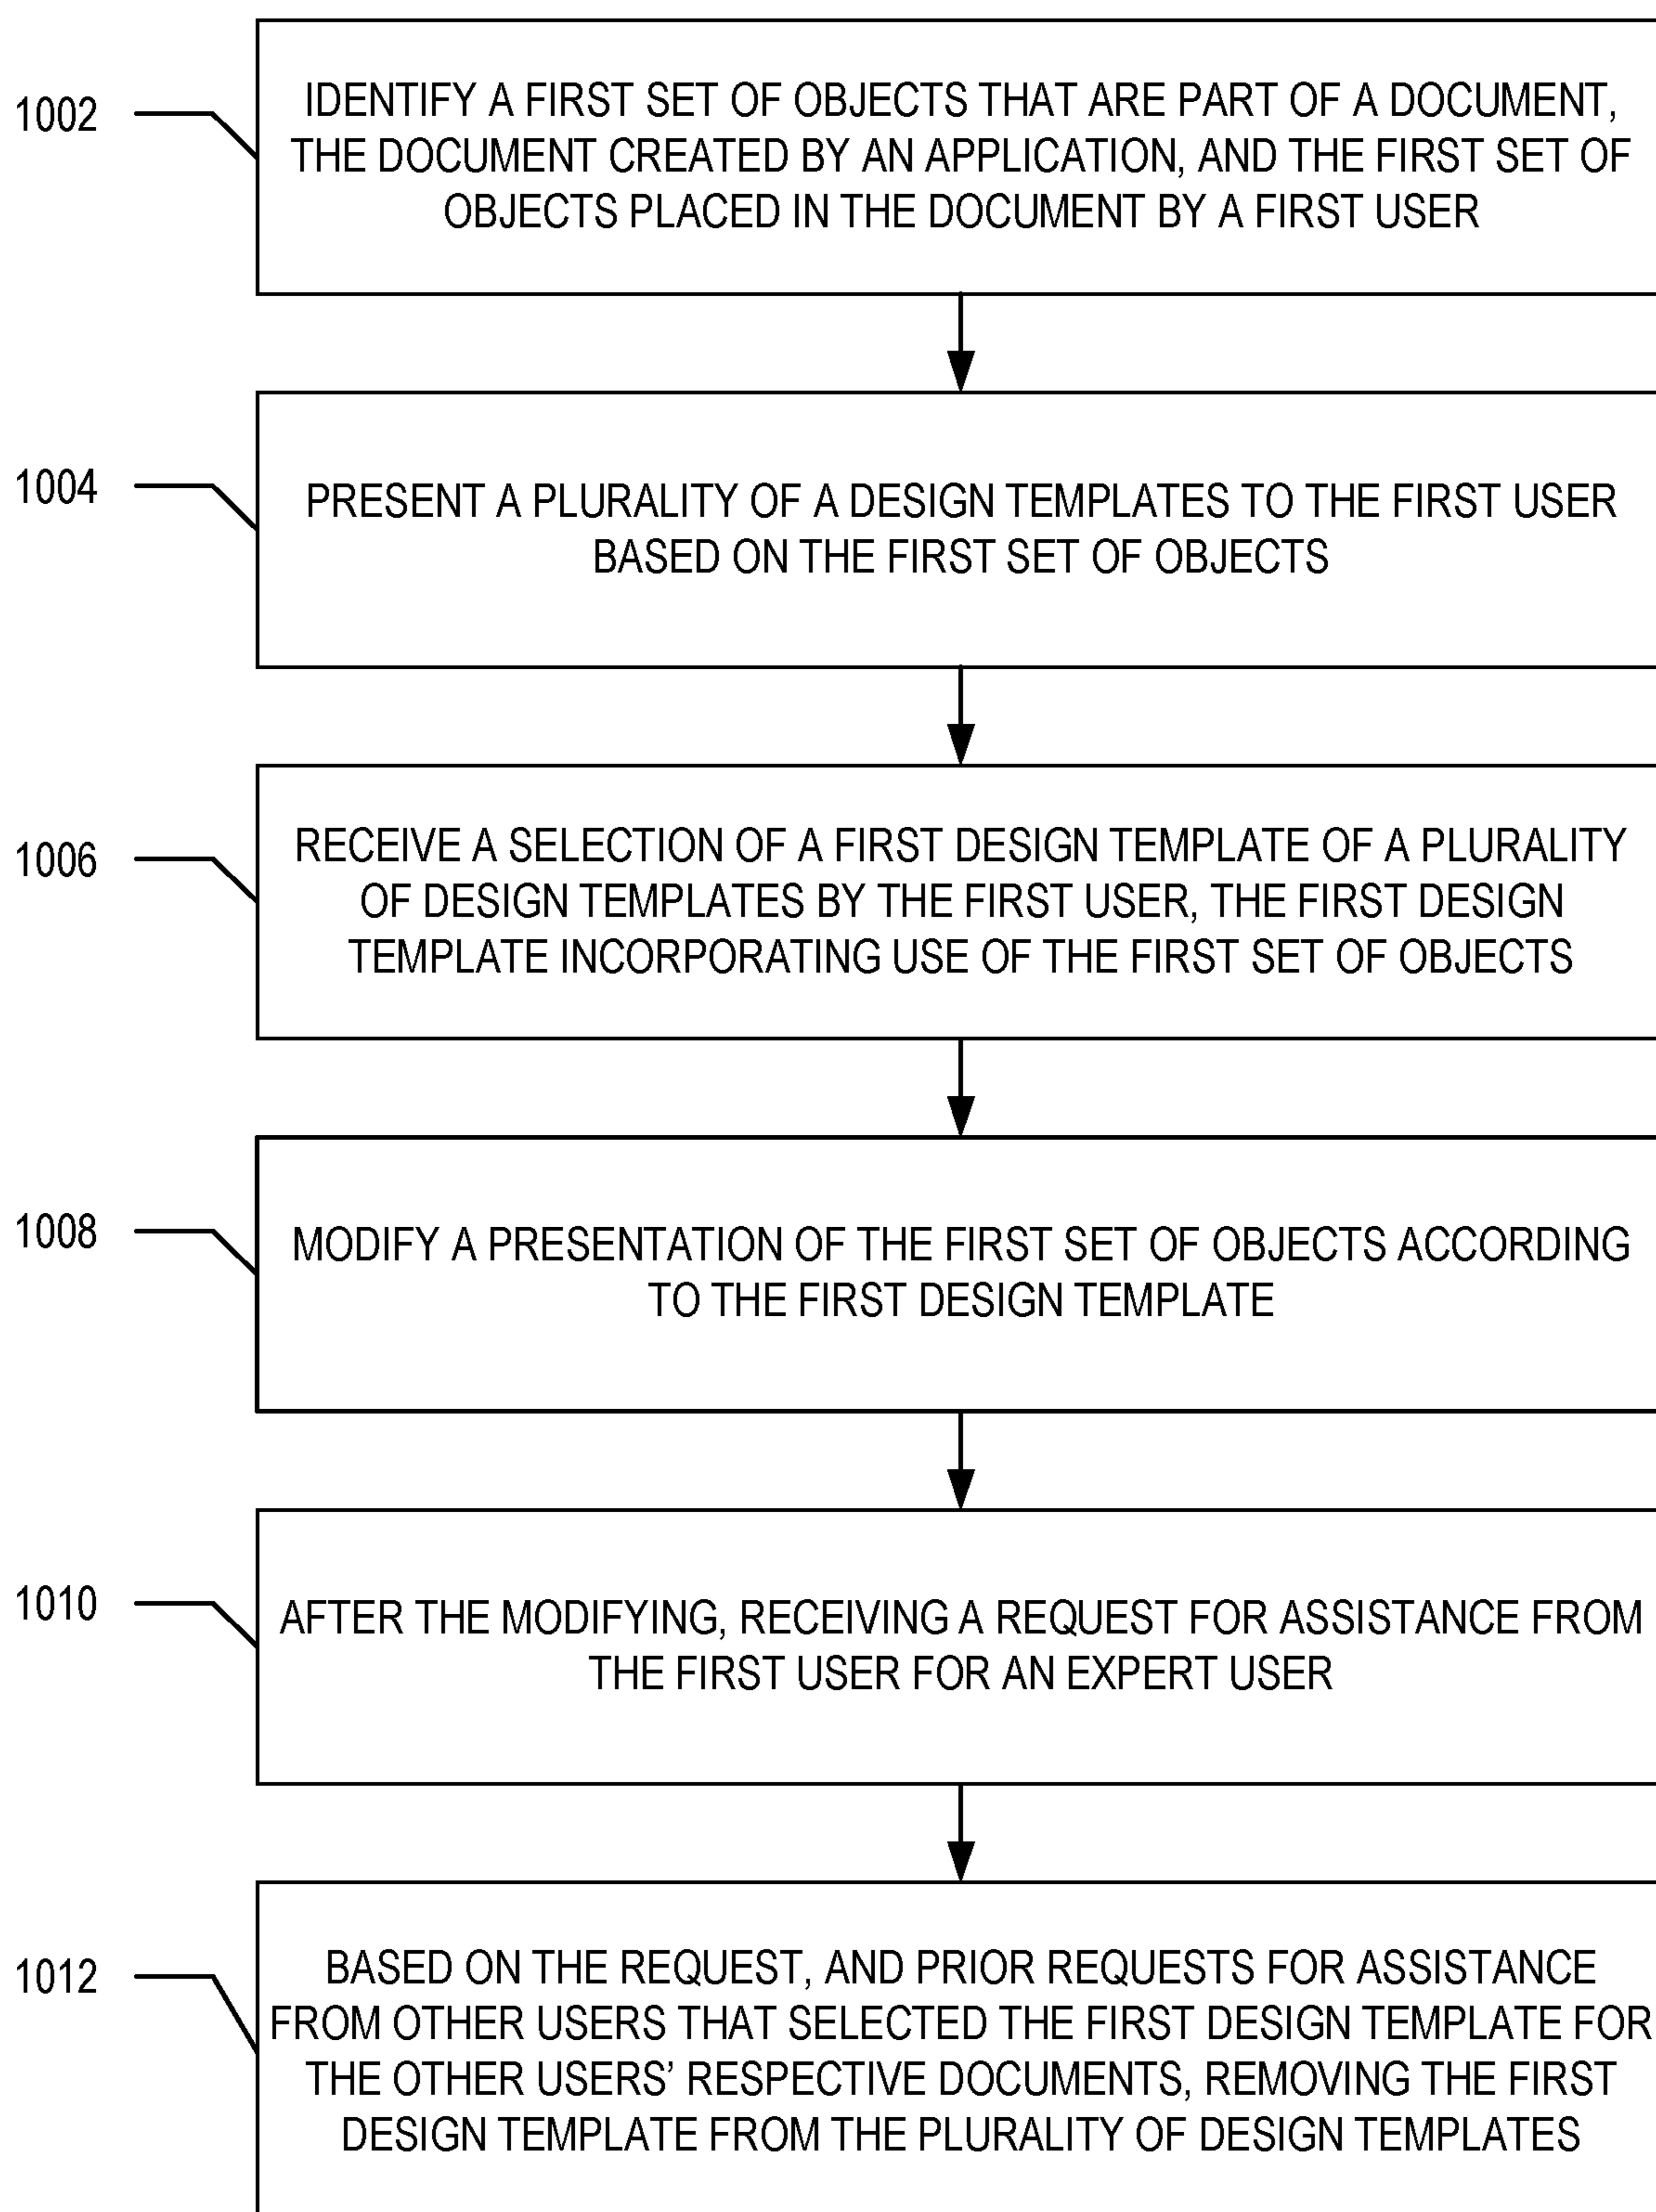 1002
IDENTIFY A FIRST SET OF OBJECTS THAT ARE PART OF A DOCUMENT,
THE DOCUMENT CREATED BY AN APPLICATION, AND THE FIRST SET OF
OBJECTS PLACED IN THE DOCUMENT BY A FIRST USER
1004
PRESENT A PLURALITY OF A DESIGN TEMPLATES TO THE FIRST USER
BASED ON THE FIRST SET OF OBJECTS
1006
RECEIVE A SELECTION OF A FIRST DESIGN TEMPLATE OF A PLURALITY
OF DESIGN TEMPLATES BY THE FIRST USER, THE FIRST DESIGN
TEMPLATE INCORPORATING USE OF THE FIRST SET OF OBJECTS
1008
MODIFY A PRESENTATION OF THE FIRST SET OF OBJECTS ACCORDING
TO THE FIRST DESIGN TEMPLATE
1010
AFTER THE MODIFYING, RECEIVING A REQUEST FOR ASSISTANCE FROM
THE FIRST USER FOR AN EXPERT USER
1012
BASED ON THE REQUEST, AND PRIOR REQUESTS FOR ASSISTANCE
FROM OTHER USERS THAT SELECTED THE FIRST DESIGN TEMPLATE FOR
THE OTHER USERS’ RESPECTIVE DOCUMENTS, REMOVING THE FIRST
DESIGN TEMPLATE FROM THE PLURALITY OF DESIGN TEMPLATES